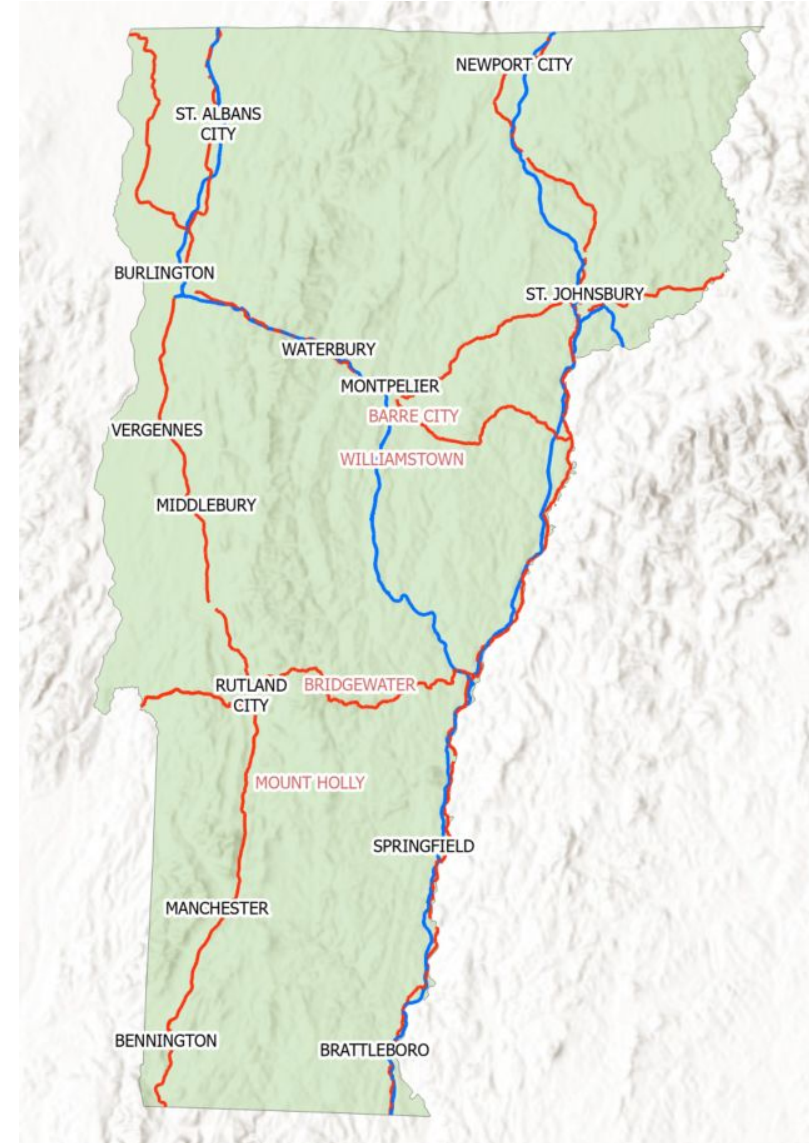 NEWPORT CITY
ST. ALBANS
CITY
BURLINGTON
ST. JOHNSBURY
WATERBURY
MONTPELIER
BARRE CITY
VERGENNES
WILLIAMSTOWN
MIDDLEBURY
RUTLAND
CITY
BRIDGEWATER
MOUNT HOLLY
SPRINGFIELD
MANCHESTER
BENNINGTON
BRATTLEBORO